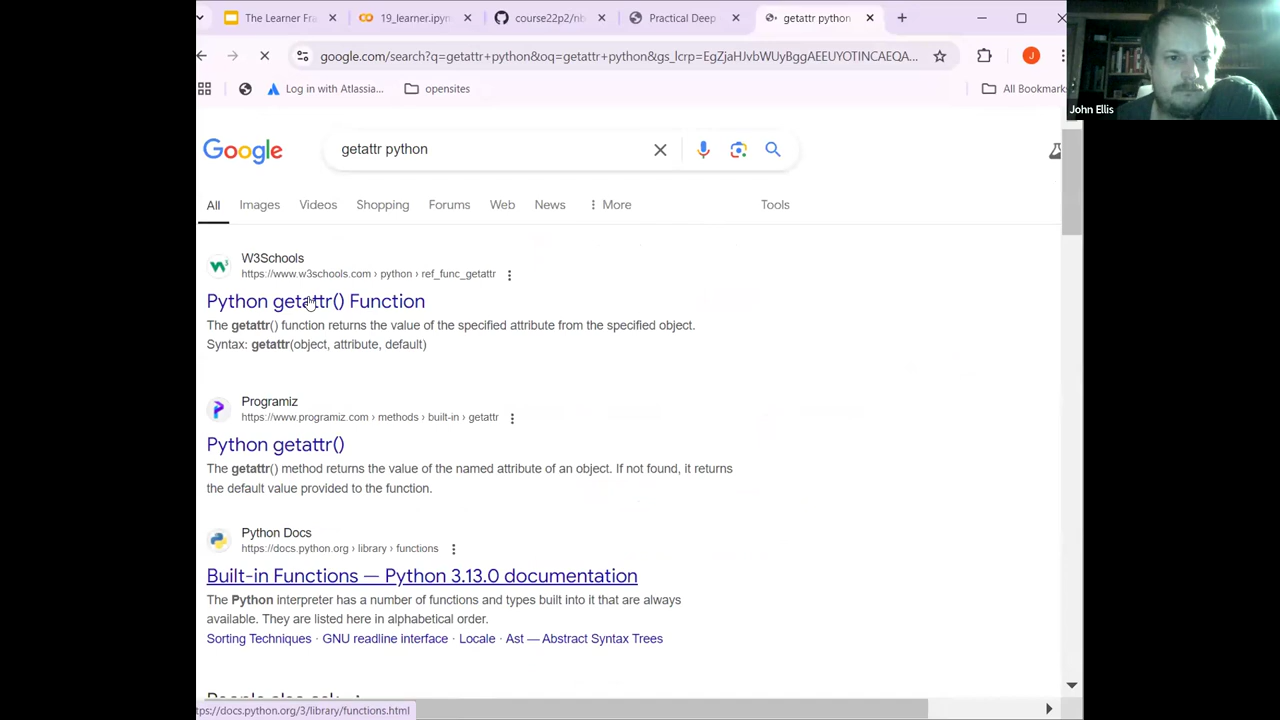 The Learner Fra
19_learner.ipyn
course22p2/nb
Practical Deep
getattr python
google.com/search?q=getattr+python&oq=getattr+python&gs_lcrp=EgZjaHJvbWUyBggAEEUYOTINCAEQA...
J
Log in with Atlassia...
opensites
All Bookmarks
John Ellis
Google
getattr python
All
Images
Videos
Shopping
Forums
Web
News
More
Tools
W3Schools
https://www.w3schools.com › python › ref_func_getattr
Python getattr() Function
The getattr() function returns the value of the specified attribute from the specified object.
Syntax: getattr(object, attribute, default)
Programiz
https://www.programiz.com › methods › built-in › getattr
Python getattr()
The getattr() method returns the value of the named attribute of an object. If not found, it returns
the default value provided to the function.
Python Docs
https://docs.python.org › library › functions
Built-in Functions — Python 3.13.0 documentation
The Python interpreter has a number of functions and types built into it that are always
available. They are listed here in alphabetical order.
Sorting Techniques · GNU readline interface · Locale · Ast — Abstract Syntax Trees
People also ask
tps://docs.python.org/3/library/functions.html